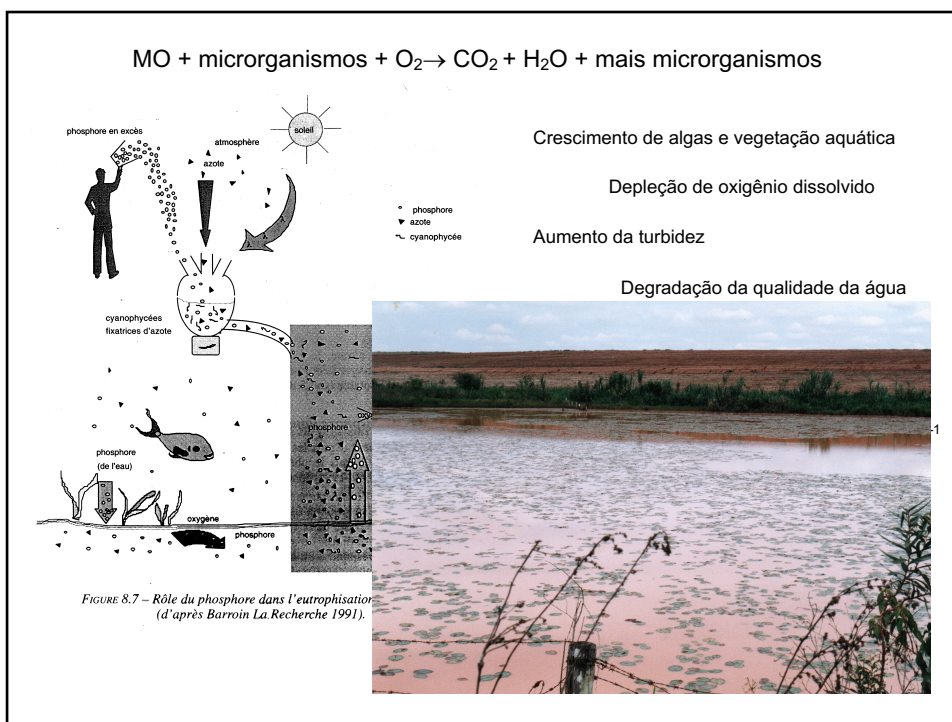 MO + microrganismos + O₂→ CO₂ + H₂O + mais microrganismos
phosphore en excès
atmosphère
azote
soleil
phosphore
azote
cyanophycée
Crescimento de algas e vegetação aquática
Depleção de oxigênio dissolvido
Aumento da turbidez
Degradação da qualidade da água
cyanophycées
fixatrices d'azote
phosphore
-1
phosphore
(de l'eau)
oxygène
phosphore
FIGURE 8.7 – Rôle du phosphore dans l'eutrophisation
(d'après Barroin La Recherche 1991).